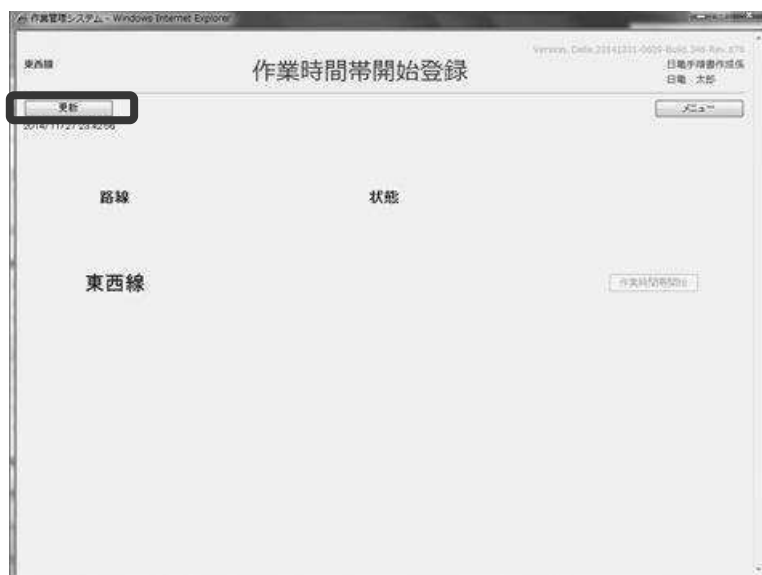 作業管理システム - Windows Internet Explorer
東西線
作業時間帯開始登録
日亀 太郎
更新
メニュー
路線
状態
東西線
作業時間帯開始